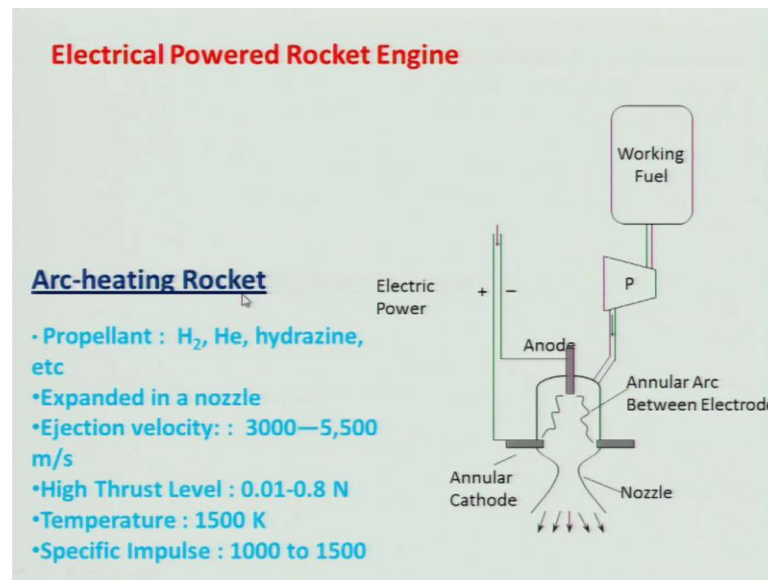 Electrical Powered Rocket Engine
Working
Fuel
P
Arc-heating Rocket
Electric
Power
+ –
Anode
· Propellant : H₂, He, hydrazine,
etc
•Expanded in a nozzle
•Ejection velocity: : 3000—5,500
m/s
•High Thrust Level : 0.01-0.8 N
•Temperature : 1500 K
•Specific Impulse : 1000 to 1500
Annular Arc
Between Electrode
Annular
Cathode
Nozzle